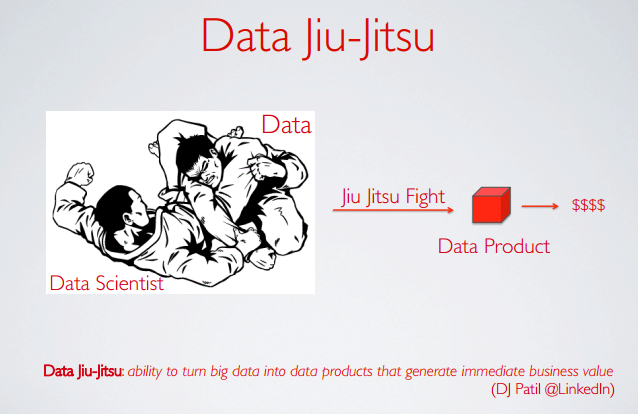 Data Jiu-Jitsu
Data
Jiu Jitsu Fight
$$$$
Data Product
Data Scientist
Data Jiu-Jitsu: ability to turn big data into data products that generate immediate business value
(DJ Patil @LinkedIn)